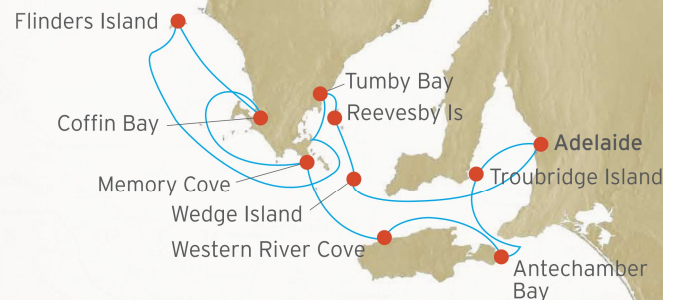 Flinders Island
Tumby Bay
Reevesby Is
Coffin Bay
Adelaide
Memory Cove
Troubridge Island
Wedge Island
Western River Cove
Antechamber
Bay